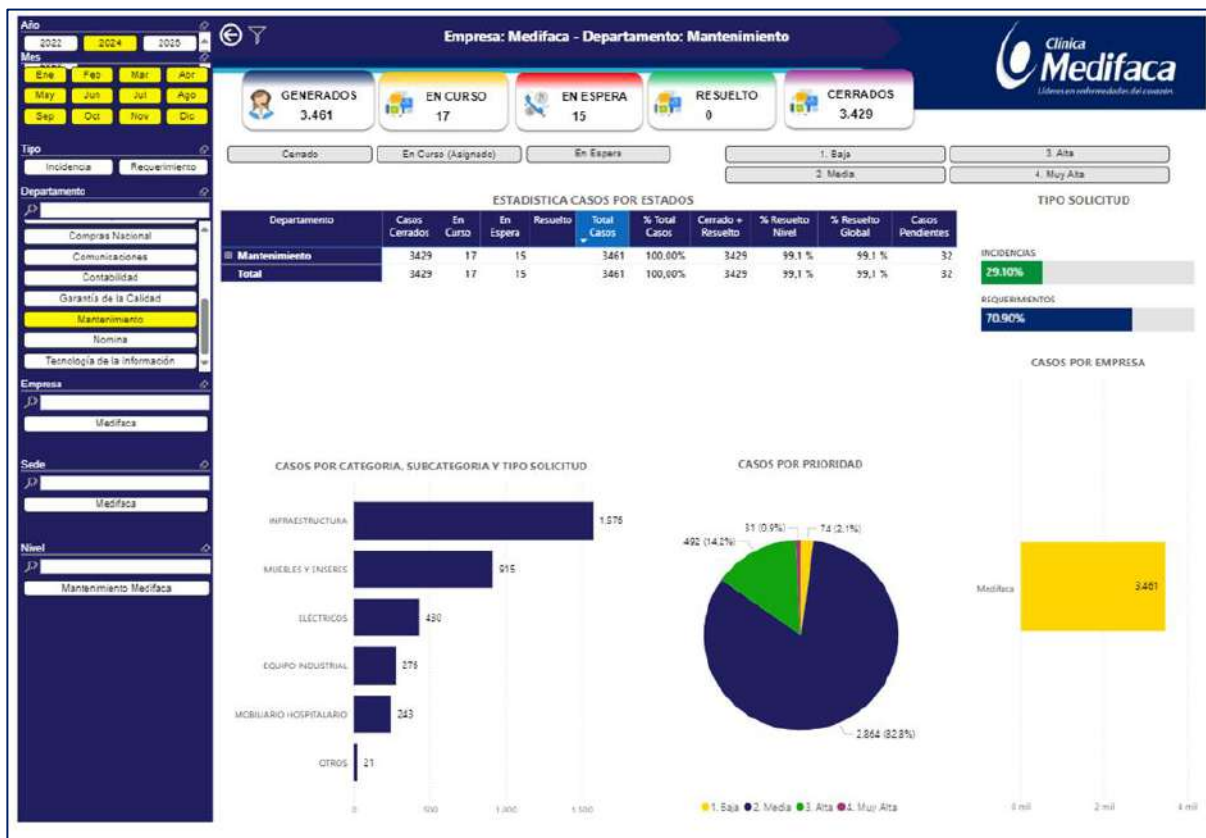 Año
2022 2024 2025
Mes
Ene Feb Mar Abr
May Jun Jul Ago
Sep Oct Nov Dic
Tipo
Incidencia Requerimiento
Departamento
Compras Nacional
Comunicaciones
Contabilidad
Garantía de la Calidad
Mantenimiento
Nomina
Tecnología de la información
Empresa
Medifaca
Sede
Medifaca
Nivel
Mantenimiento Medifaca
Empresa: Medifaca - Departamento: Mantenimiento
Clínica
Medifaca
Líderes en enfermedades del corazón
GENERADOS
3.461
EN CURSO
17
EN ESPERA
15
RESUELTO
0
CERRADOS
3.429
Cerrado En Curso (Asignado) En Espera 1. Baja 3. Alta
2. Media 4. Muy Alta
ESTADISTICA CASOS POR ESTADOS
Departamento Casos Cerrados En Curso En Espera Resuelto Total Casos % Total Casos Cerrado + Resuelto % Resuelto Nivel % Resuelto Global Casos Pendientes
Mantenimiento 3429 17 15 3461 100,00% 3429 99,1 % 99,1 % 32
Total 3429 17 15 3461 100,00% 3429 99,1 % 99,1 % 32
TIPO SOLICITUD
INCIDENCIAS
29.10%
REQUERIMIENTOS
70.90%
CASOS POR CATEGORIA, SUBCATEGORIA Y TIPO SOLICITUD
INFRAESTRUCTURA 1.576
MUEBLES Y ENSERES 915
ELÉCTRICOS 430
EQUIPO INDUSTRIAL 276
MOBILIARIO HOSPITALARIO 243
OTROS 21
0 500 1.000 1.500
CASOS POR PRIORIDAD
31 (0,9%) 74 (2,1%)
492 (14,2%)
2.864 (82,8%)
1. Baja 2. Media 3. Alta 4. Muy Alta
CASOS POR EMPRESA
Medifaca 3.461
0 mil 2 mil 4 mil